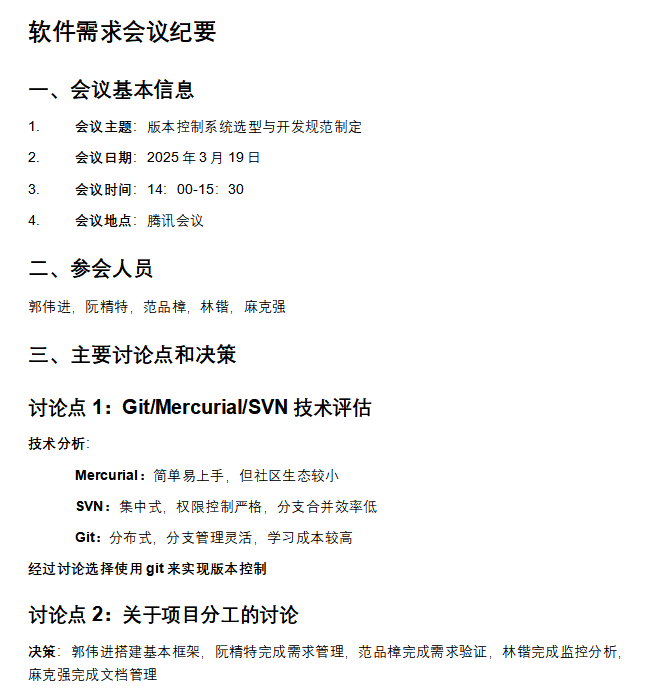 软件需求会议纪要
一、会议基本信息
1. 会议主题：版本控制系统选型与开发规范制定
2. 会议日期：2025 年 3 月 19 日
3. 会议时间：14：00-15：30
4. 会议地点：腾讯会议
二、参会人员
郭伟进，阮精特，范品樟，林锴，麻克强
三、主要讨论点和决策
讨论点 1：Git/Mercurial/SVN 技术评估
技术分析：
Mercurial：简单易上手，但社区生态较小
SVN：集中式，权限控制严格，分支合并效率低
Git：分布式，分支管理灵活，学习成本较高
经过讨论选择使用 git 来实现版本控制
讨论点 2：关于项目分工的讨论
决策：郭伟进搭建基本框架，阮精特完成需求管理，范品樟完成需求验证，林锴完成监控分析，
麻克强完成文档管理